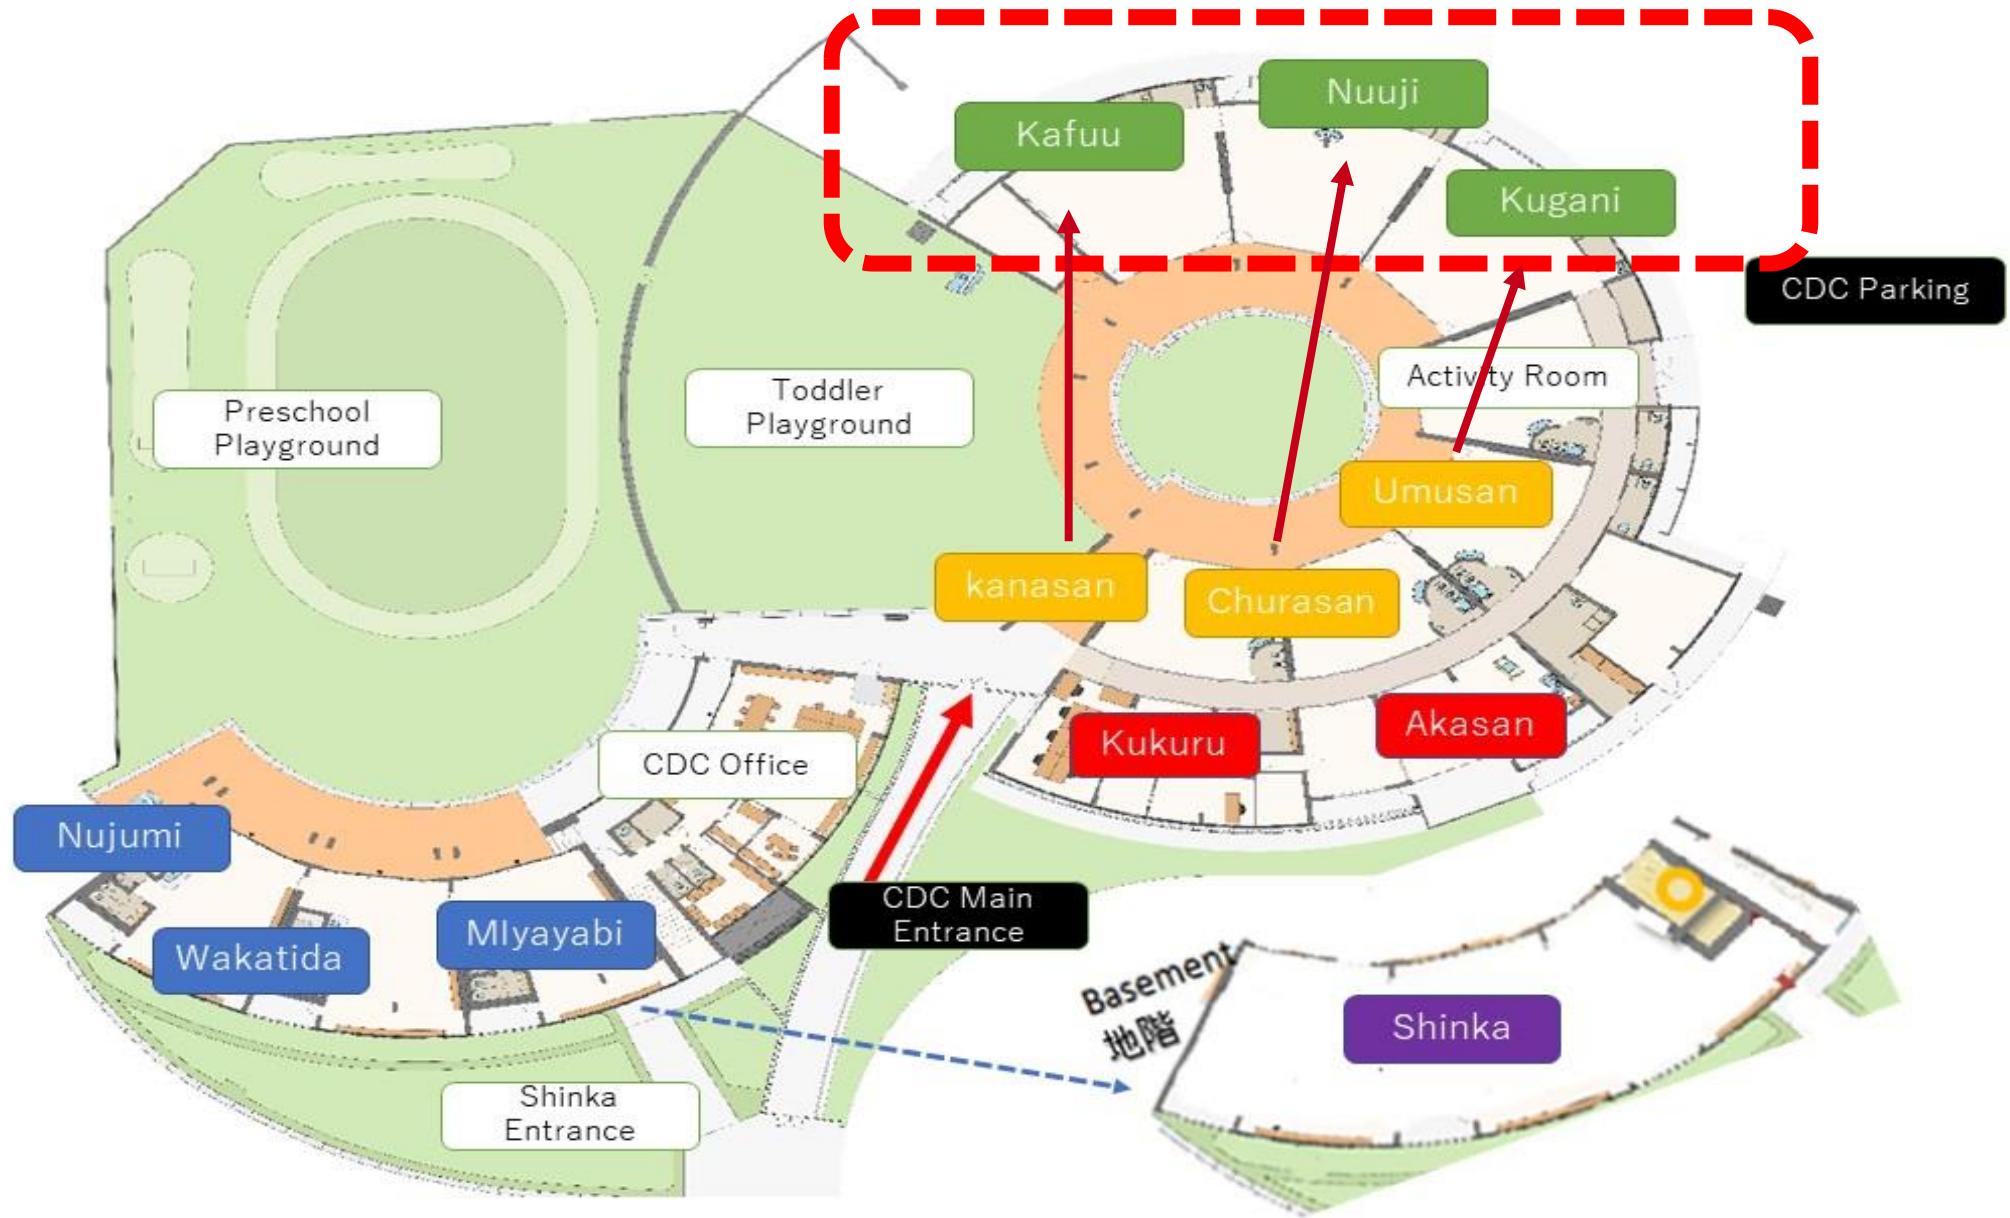 Nuuji
Kafuu
Kugani
CDC Parking
Activity Room
Toddler
Playground
Preschool
Playground
Umusan
kanasan
Churasan
Kukuru
Akasan
CDC Office
Nujumi
Wakatida
MIyayabi
CDC Main
Entrance
Basement
地階
Shinka
Shinka
Entrance